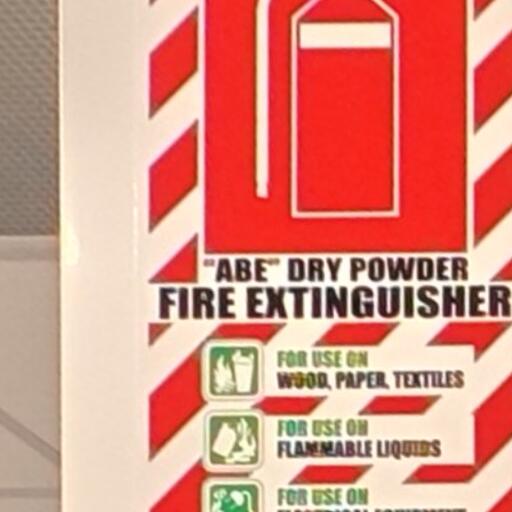 "ABE" DRY POWDER
FIRE EXTINGUISHER
FOR USE ON
WOOD, PAPER, TEXTILES
FOR USE ON
FLAMMABLE LIQUIDS
FOR USE ON